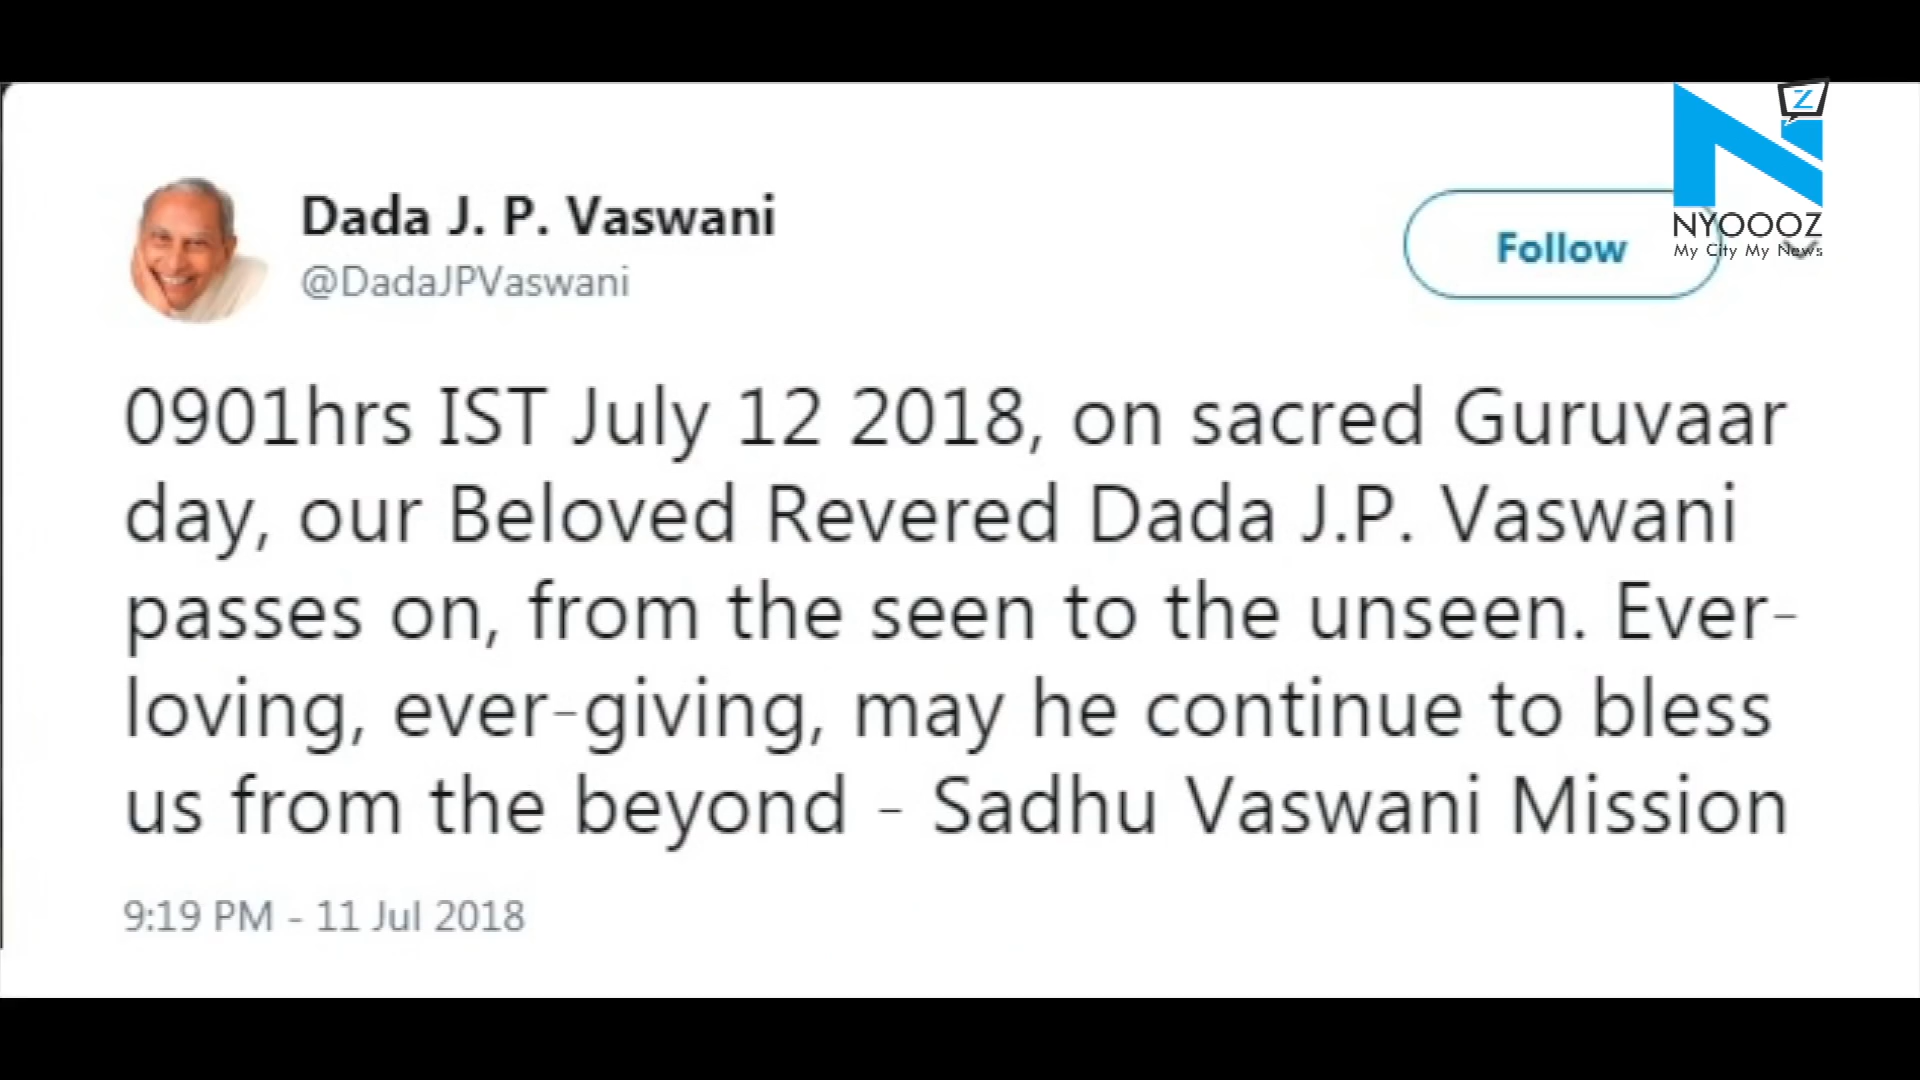 Dada J. P. Vaswani
@DadaJPVaswani
Follow
Z
NYOOOZ
My City My News
0901hrs IST July 12 2018, on sacred Guruvaar
day, our Beloved Revered Dada J.P. Vaswani
passes on, from the seen to the unseen. Ever-
loving, ever-giving, may he continue to bless
us from the beyond - Sadhu Vaswani Mission
9:19 PM - 11 Jul 2018